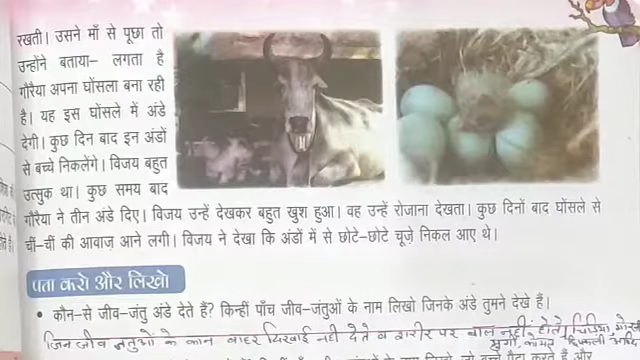 रखती। उसने माँ से पूछा तो
उन्होंने बताया– लगता है
गौरैया अपना घोंसला बना रही
है। यह इस घोंसले में अंडे
देगी। कुछ दिन बाद इन अंडों
से बच्चे निकलेंगे। विजय बहुत
उत्सुक था। कुछ समय बाद
गौरैया ने तीन अंडे दिए। विजय उन्हें देखकर बहुत खुश हुआ। वह उन्हें रोजाना देखता। कुछ दिनों बाद घोंसले से
चीं–चीं की आवाज़ आने लगी। विजय ने देखा कि अंडों में से छोटे–छोटे चूज़े निकल आए थे।
पता करो और लिखो
• कौन–से जीव–जंतु अंडे देते हैं? किन्हीं पाँच जीव–जंतुओं के नाम लिखो जिनके अंडे तुमने देखे हैं।
जिन जीव जंतुओं के कान बाहर दिखाई नहीं देते व शरीर पर बाल नहीं होते। चिड़िया,
छिपकली आदि